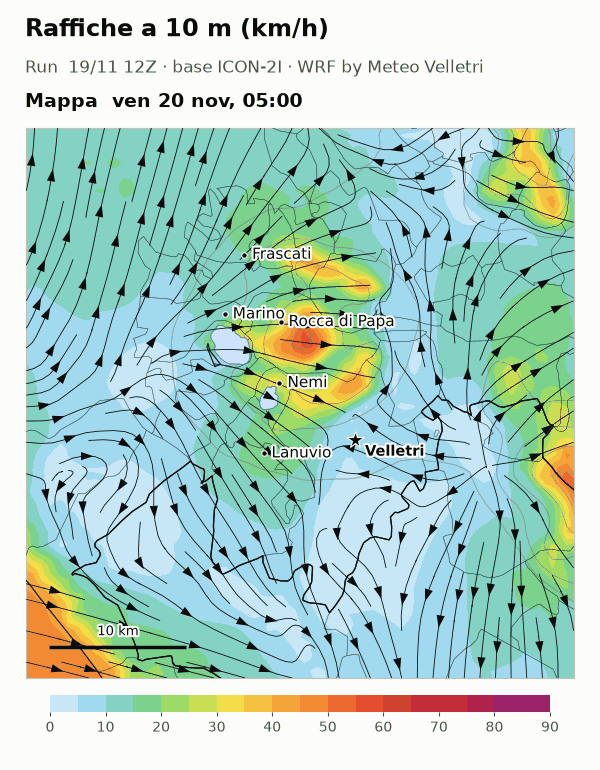 Raffiche a 10 m (km/h)
Run  19/11 12Z · base ICON-2I · WRF by Meteo Velletri
Mappa  ven 20 nov, 05:00
Frascati
Marino
Rocca di Papa
Nemi
Velletri
Lanuvio
10 km
0 10 20 30 40 50 60 70 80 90